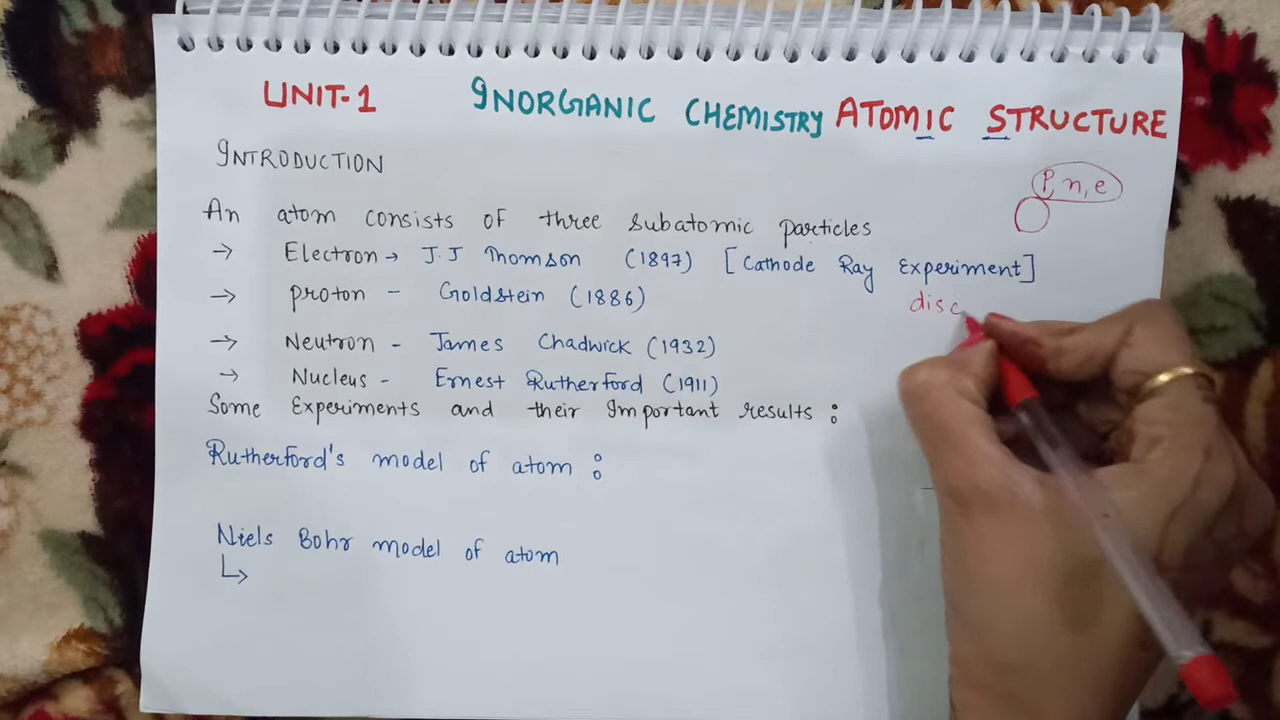 UNIT-1 INORGANIC CHEMISTRY ATOMIC STRUCTURE
INTRODUCTION
P, n, e
An atom consists of three subatomic particles
→ Electron → J.J Thomson (1897) [Cathode Ray Experiment]
→ proton - Goldstein (1886)
disc
→ Neutron - James Chadwick (1932)
→ Nucleus - Ernest Rutherford (1911)
Some Experiments and their Important results :
Rutherford's model of atom :
Niels Bohr model of atom
↳